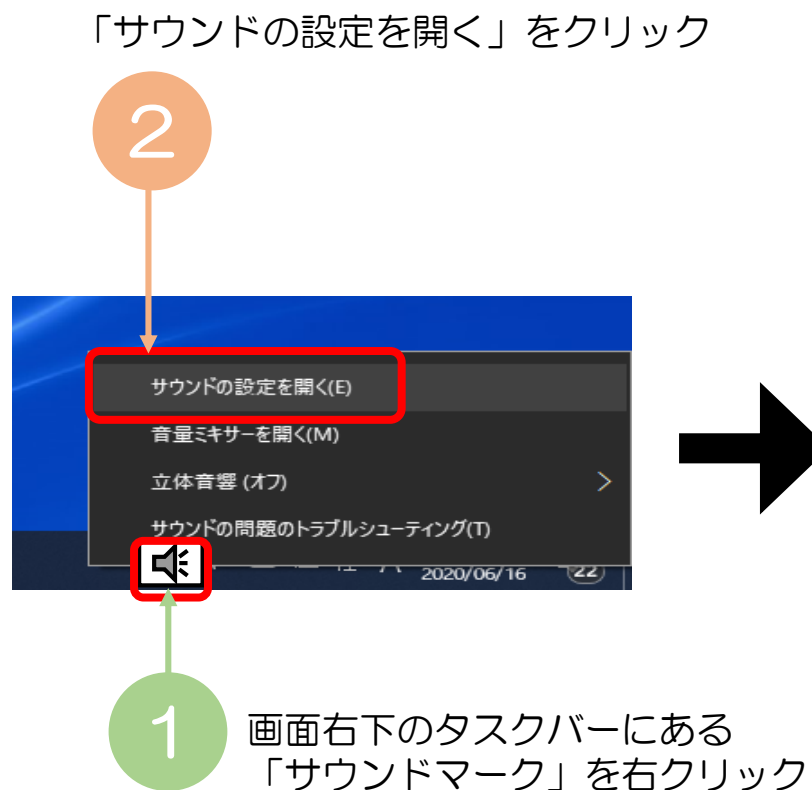 「サウンドの設定を開く」をクリック
2
サウンドの設定を開く(E)
音量ミキサーを開く(M)
立体音響 (オフ)
サウンドの問題のトラブルシューティング(T)
2020/06/16
22
1
画面右下のタスクバーにある
「サウンドマーク」を右クリック